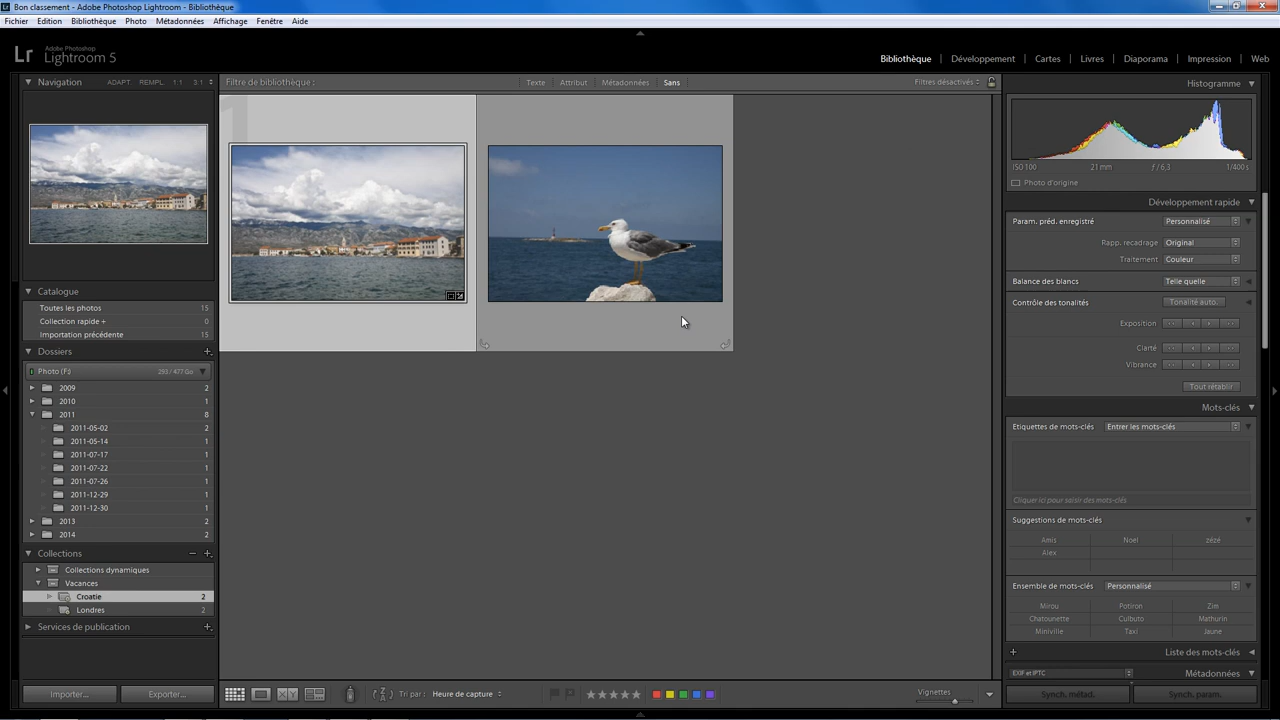 Bon classement - Adobe Photoshop Lightroom - Bibliothèque
Fichier Edition Bibliothèque Photo Métadonnées Affichage Fenêtre Aide
Lr Adobe Photoshop
Lightroom 5
Bibliothèque | Développement | Cartes | Livres | Diaporama | Impression | Web
Navigation ADAPT. REMPL. 1:1 3:1
Filtre de bibliothèque : Texte Attribut Métadonnées Sans Filtres désactivés
Histogramme
1
ISO 100 21 mm ƒ / 6,3 1/400 s
Photo d'origine
Développement rapide
Param. préd. enregistré Personnalisé
Rapp. recadrage Original
Traitement Couleur
Balance des blancs Telle quelle
Contrôle des tonalités Tonalité auto.
Exposition
Clarté
Vibrance
Tout rétablir
Catalogue
Toutes les photos 15
Collection rapide + 0
Importation précédente 15
Dossiers
Photo (F:) 293 / 477 Go
2009 2
2010 1
2011 8
2011-05-02 2
2011-05-14 1
2011-07-17 1
2011-07-22 1
2011-07-26 1
2011-12-29 1
2011-12-30 1
2013 2
2014 2
Collections
Collections dynamiques
Vacances
Croatie 2
Londres 2
Services de publication
Mots-clés
Etiquettes de mots-clés Entrer les mots-clés
Cliquer ici pour saisir des mots-clés
Suggestions de mots-clés
Amis Noël zézé
Alex
Ensemble de mots-clés Personnalisé
Mirou Potiron Zim
Chatounette Culbuto Mathurin
Miniville Taxi Jaune
Liste des mots-clés
EXIF et IPTC Métadonnées
Importer... Exporter...
XY
Tri par : Heure de capture
Vignettes
Synch. métad. Synch. param.